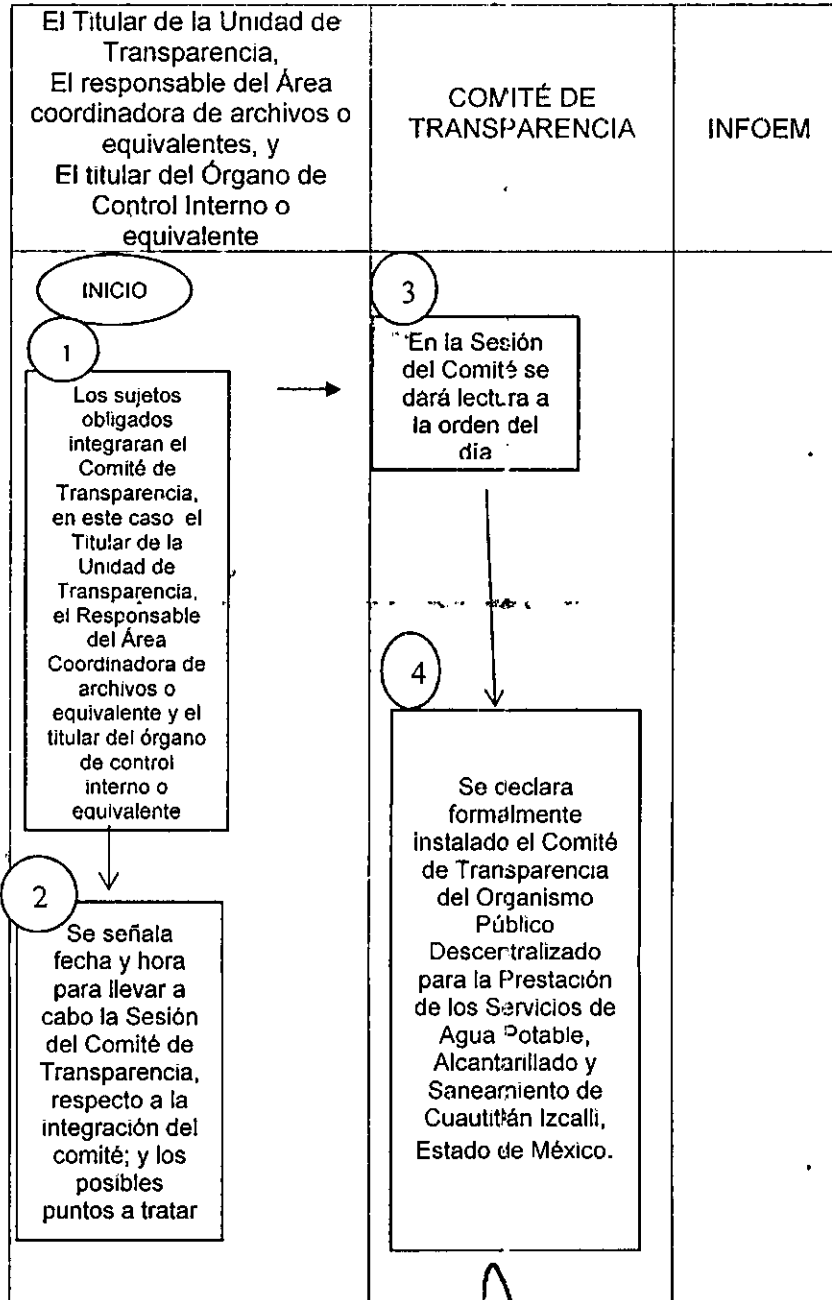 El Titular de la Unidad de
Transparencia,
El responsable del Área
coordinadora de archivos o
equivalentes, y
El titular del Órgano de
Control Interno o
equivalente
COMITÉ DE
TRANSPARENCIA
INFOEM
INICIO
1
Los sujetos
obligados
integraran el
Comité de
Transparencia,
en este caso el
Titular de la
Unidad de
Transparencia,
el Responsable
del Área
Coordinadora de
archivos o
equivalente y el
titular del órgano
de control
interno o
equivalente
2
Se señala
fecha y hora
para llevar a
cabo la Sesión
del Comité de
Transparencia,
respecto a la
integración del
comité; y los
posibles
puntos a tratar
3
En la Sesión
del Comité se
dará lectura a
la orden del
día
4
Se declara
formalmente
instalado el Comité
de Transparencia
del Organismo
Público
Descentralizado
para la Prestación
de los Servicios de
Agua Potable,
Alcantarillado y
Saneamiento de
Cuautitlán Izcalli,
Estado de México.